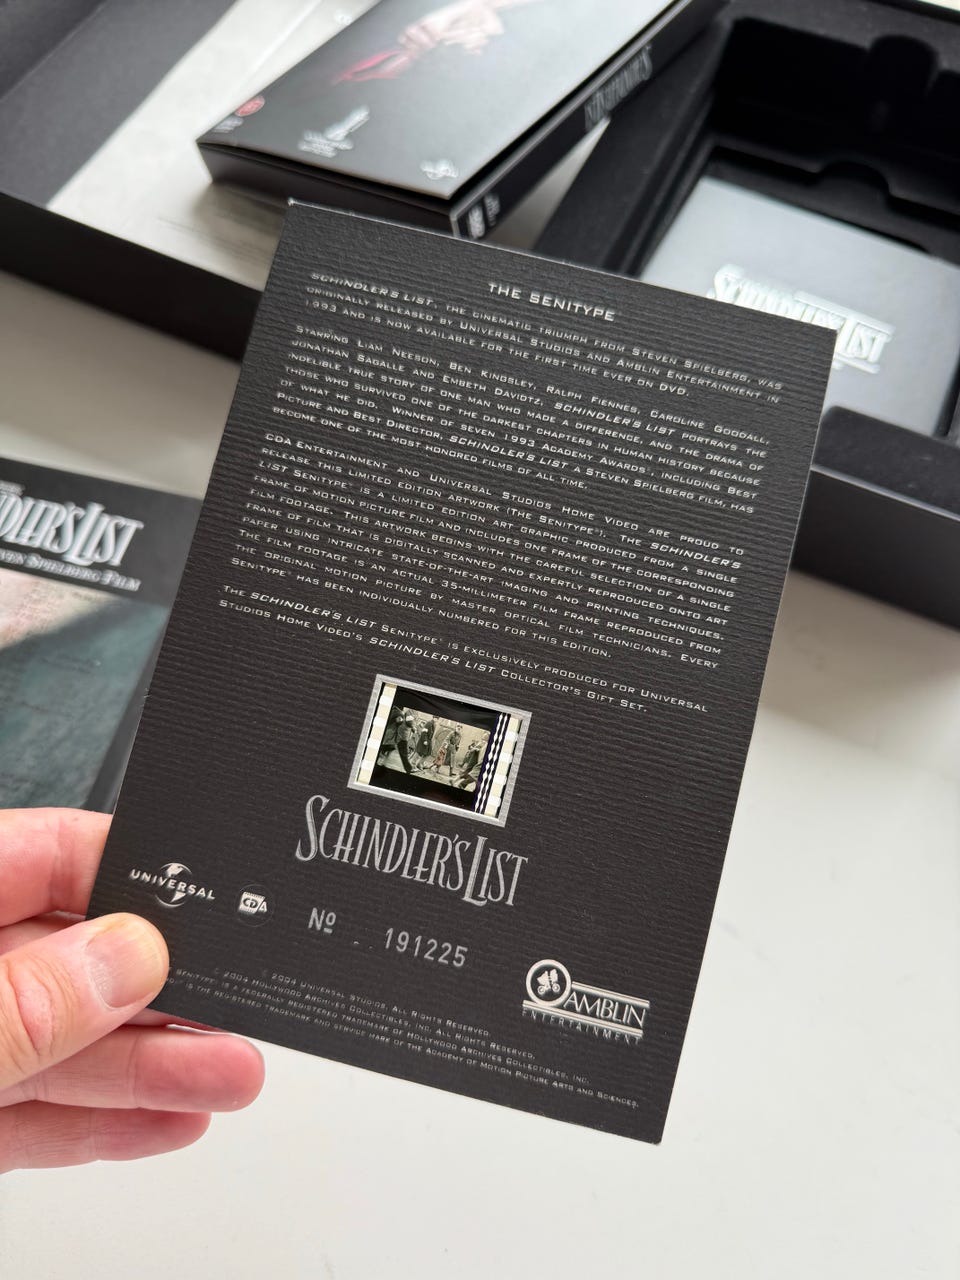 SCHINDLER'S LIST
THE SENITYPE
SCHINDLER'S LIST, THE CINEMATIC TRIUMPH FROM STEVEN SPIELBERG, WAS
ORIGINALLY RELEASED BY UNIVERSAL STUDIOS AND AMBLIN ENTERTAINMENT IN
1993 AND IS NOW AVAILABLE FOR THE FIRST TIME EVER ON DVD.
STARRING LIAM NEESON, BEN KINGSLEY, RALPH FIENNES, CAROLINE GOODALL,
JONATHAN SAGALLE AND EMBETH DAVIDTZ, SCHINDLER'S LIST PORTRAYS THE
INDELIBLE TRUE STORY OF ONE MAN WHO MADE A DIFFERENCE, AND THE DRAMA OF
THOSE WHO SURVIVED ONE OF THE DARKEST CHAPTERS IN HUMAN HISTORY BECAUSE
OF WHAT HE DID. WINNER OF SEVEN 1993 ACADEMY AWARDS®, INCLUDING BEST
PICTURE AND BEST DIRECTOR, SCHINDLER'S LIST A STEVEN SPIELBERG FILM, HAS
BECOME ONE OF THE MOST HONORED FILMS OF ALL TIME.
CDA ENTERTAINMENT AND UNIVERSAL STUDIOS HOME VIDEO ARE PROUD TO
RELEASE THIS LIMITED EDITION ARTWORK (THE SENITYPE®). THE SCHINDLER'S
LIST SENITYPE® IS A LIMITED EDITION ART GRAPHIC PRODUCED FROM A SINGLE
FRAME OF MOTION PICTURE FILM AND INCLUDES ONE FRAME OF THE CORRESPONDING
FILM FOOTAGE. THIS ARTWORK BEGINS WITH THE CAREFUL SELECTION OF A SINGLE
FRAME OF FILM THAT IS DIGITALLY SCANNED AND EXPERTLY REPRODUCED ONTO ART
PAPER USING INTRICATE STATE-OF-THE-ART IMAGING AND PRINTING TECHNIQUES.
THE FILM FOOTAGE IS AN ACTUAL 35-MILLIMETER FILM FRAME REPRODUCED FROM
THE ORIGINAL MOTION PICTURE BY MASTER OPTICAL FILM TECHNICIANS. EVERY
SENITYPE® HAS BEEN INDIVIDUALLY NUMBERED FOR THIS EDITION.
THE SCHINDLER'S LIST SENITYPE® IS EXCLUSIVELY PRODUCED FOR UNIVERSAL
STUDIOS HOME VIDEO'S SCHINDLER'S LIST COLLECTOR'S GIFT SET.
SCHINDLER'S LIST
UNIVERSAL
CDA
Nº 191225
AMBLIN
ENTERTAINMENT
© 2004 UNIVERSAL STUDIOS. ALL RIGHTS RESERVED.
SENITYPE® IS © 2004 HOLLYWOOD ARCHIVES COLLECTIBLES, INC. ALL RIGHTS RESERVED.
IS A FEDERALLY REGISTERED TRADEMARK OF HOLLYWOOD ARCHIVES COLLECTIBLES, INC.
IS THE REGISTERED TRADEMARK AND SERVICE MARK OF THE ACADEMY OF MOTION PICTURE ARTS AND SCIENCES.
NDLER'S LIST
EVEN SPIELBERG FILM
SCHINDLER'S LIST